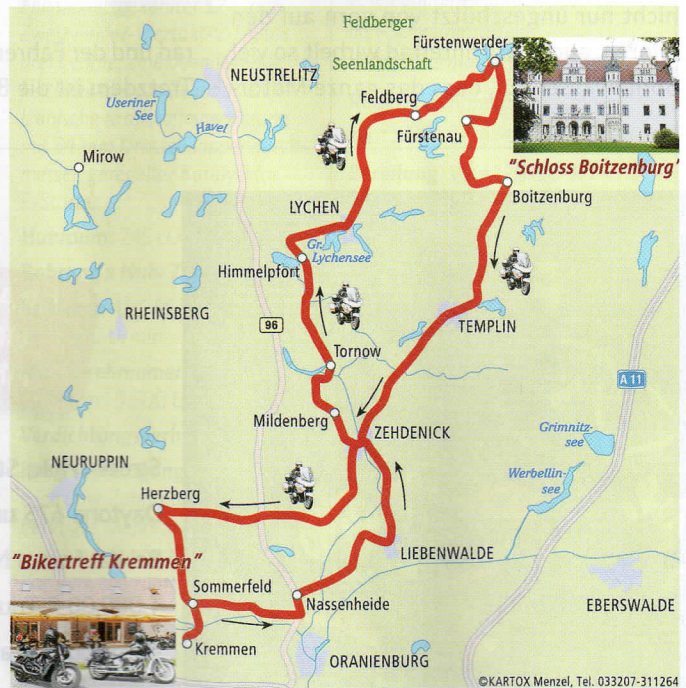 Feldberger
Seenlandschaft
Fürstenwerder
NEUSTRELITZ
Feldberg
Useriner
See
Havel
Fürstenau
Mirow
"Schloss Boitzenburg"
Boitzenburg
LYCHEN
Gr.
Lychensee
Himmelpfort
RHEINSBERG
96
TEMPLIN
Tornow
A 11
Mildenberg
ZEHDENICK
Grimnitz-
see
NEURUPPIN
Werbellin-
see
Herzberg
LIEBENWALDE
"Bikertreff Kremmen"
Sommerfeld
Nassenheide
EBERSWALDE
Kremmen
ORANIENBURG
©KARTOX Menzel, Tel. 033207-311264